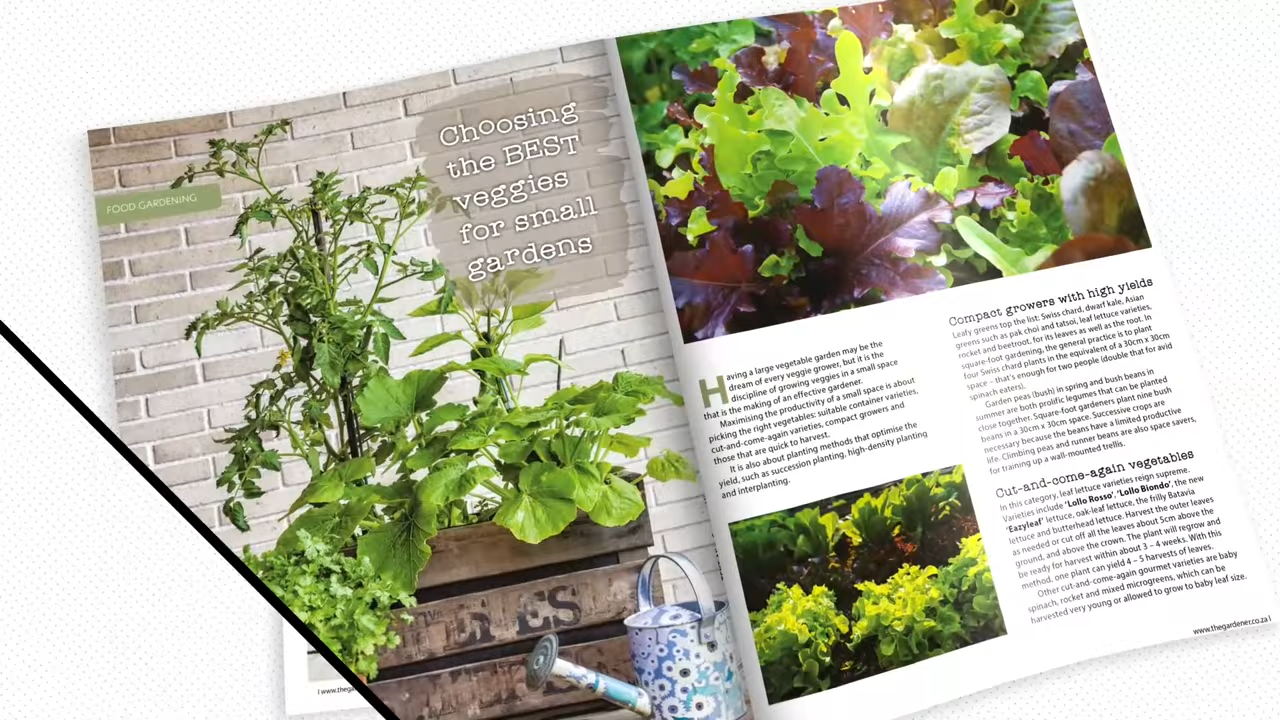 FOOD GARDENING
Choosing
the BEST
veggies
for small
gardens
Having a large vegetable garden may be the
dream of every veggie grower, but it is the
discipline of growing veggies in a small space
that is the making of an effective gardener.
Maximising the productivity of a small space is about
picking the right vegetables: suitable container varieties,
cut-and-come-again varieties, compact growers and
those that are quick to harvest.
It is also about planting methods that optimise the
yield, such as succession planting, high-density planting
and interplanting.
Compact growers with high yields
Leafy greens top the list: Swiss chard, dwarf kale, Asian
greens such as pak choi and tatsoi, leaf lettuce varieties,
rocket and beetroot, for its leaves as well as the root. In
square-foot gardening, the general practice is to plant
four Swiss chard plants in the equivalent of a 30cm x 30cm
space – that's enough for two people (double that for avid
spinach eaters).
Garden peas (bush) in spring and bush beans in
summer are both prolific legumes that can be planted
close together. Square-foot gardeners plant nine bush
beans in a 30cm x 30cm space. Successive crops are
necessary because the beans have a limited productive
life. Climbing peas and runner beans are also space savers,
for training up a wall-mounted trellis.
Cut-and-come-again vegetables
In this category, leaf lettuce varieties reign supreme.
Varieties include 'Lollo Rosso', 'Lollo Biondo', the new
'Eazyleaf' lettuce, oak-leaf lettuce, the frilly Batavia
lettuce and butterhead lettuce. Harvest the outer leaves
as needed or cut off all the leaves about 5cm above the
ground, and above the crown. The plant will regrow and
be ready for harvest within about 3 – 4 weeks. With this
method, one plant can yield 4 – 5 harvests of leaves.
Other cut-and-come-again gourmet varieties are baby
spinach, rocket and mixed microgreens, which can be
harvested very young or allowed to grow to baby leaf size.
www.thegardener.co.za I
I www.thega